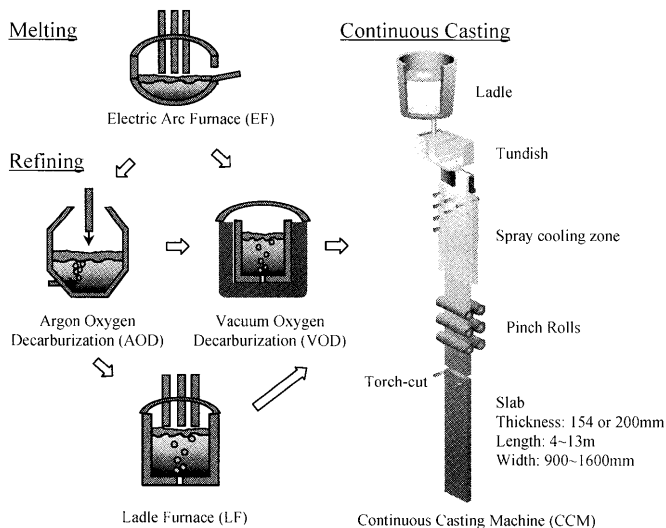 Melting
Continuous Casting
Ladle
Electric Arc Furnace (EF)
Tundish
Refining
Spray cooling zone
Argon Oxygen
Decarburization (AOD)
Vacuum Oxygen
Decarburization (VOD)
Pinch Rolls
Torch-cut
Slab
Thickness: 154 or 200mm
Length: 4~13m
Width: 900~1600mm
Ladle Furnace (LF)
Continuous Casting Machine (CCM)